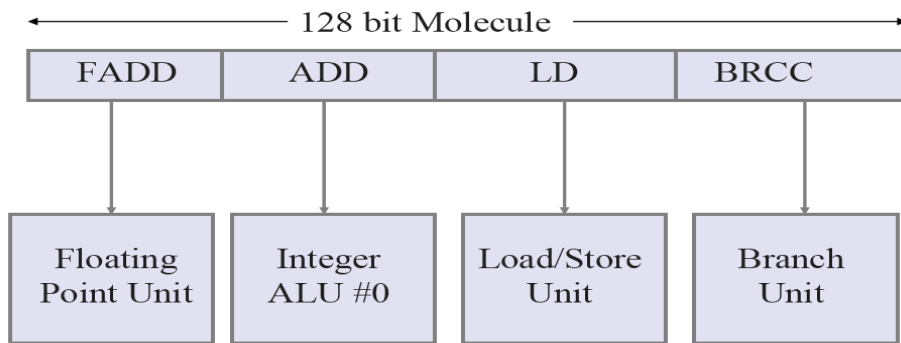 128 bit Molecule
FADD
ADD
LD
BRCC
Floating
Point Unit
Integer
ALU #0
Load/Store
Unit
Branch
Unit